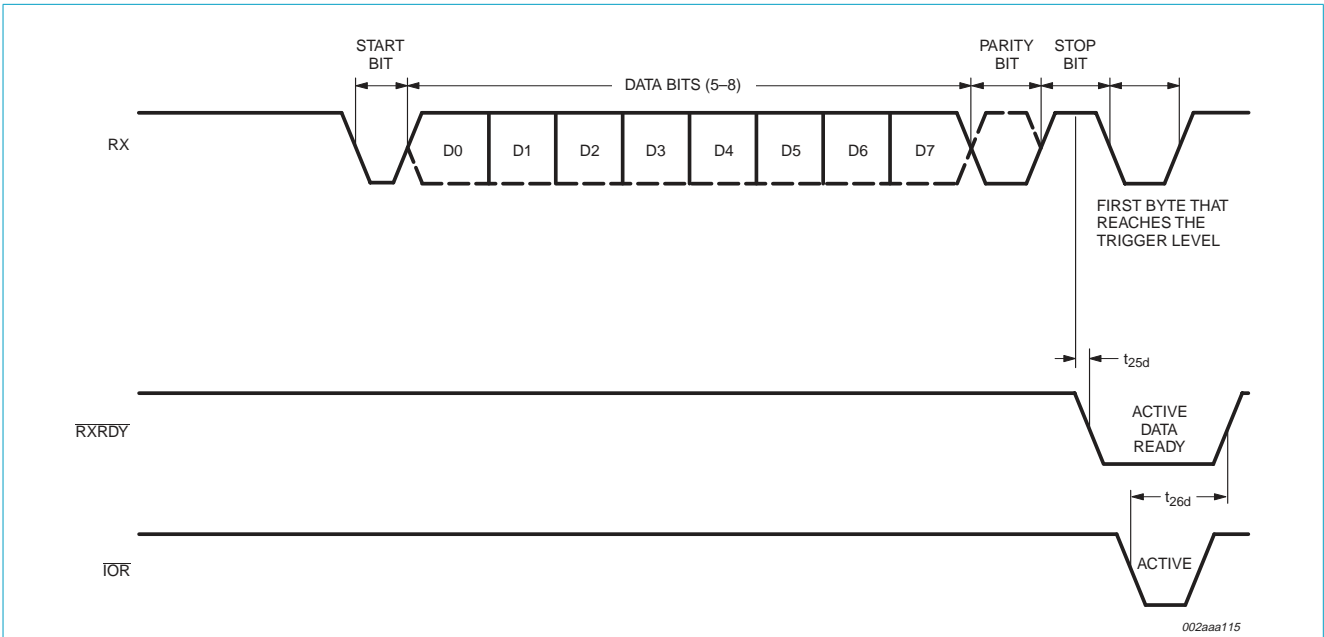 START
BIT
DATA BITS (5–8)
PARITY
BIT
STOP
BIT
RX
D0
D1
D2
D3
D4
D5
D6
D7
FIRST BYTE THAT
REACHES THE
TRIGGER LEVEL
t25d
RXRDY
ACTIVE
DATA
READY
t26d
IOR
ACTIVE
002aaa115